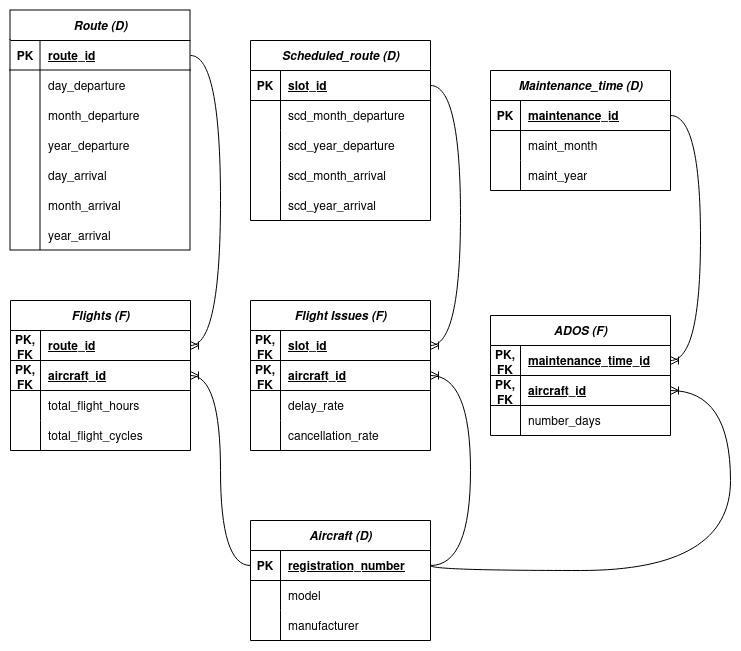 Route (D)
PK route_id
day_departure
month_departure
year_departure
day_arrival
month_arrival
year_arrival
Scheduled_route (D)
PK slot_id
scd_month_departure
scd_year_departure
scd_month_arrival
scd_year_arrival
Maintenance_time (D)
PK maintenance_id
maint_month
maint_year
Flights (F)
PK, FK route_id
PK, FK aircraft_id
total_flight_hours
total_flight_cycles
Flight Issues (F)
PK, FK slot_id
PK, FK aircraft_id
delay_rate
cancellation_rate
ADOS (F)
PK, FK maintenance_time_id
PK, FK aircraft_id
number_days
Aircraft (D)
PK registration_number
model
manufacturer